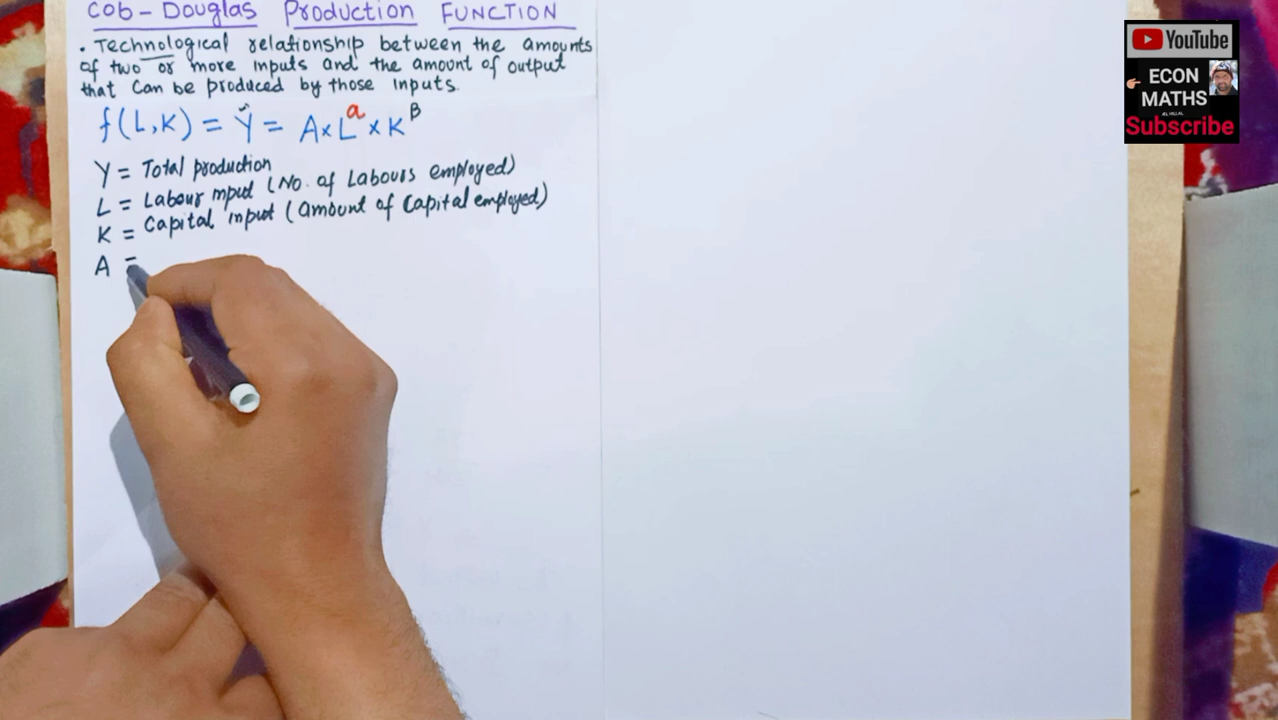 Cob-Douglas Production FUNCTION
• Technological relationship between the amounts
of two or more inputs and the amount of output
that can be produced by those inputs.
f(L,K) = Y = A×L^a × K^β
Y = Total production
L = Labour input (No. of Labours employed)
K = Capital input (amount of Capital employed)
A =
YouTube
ECON
MATHS
Subscribe